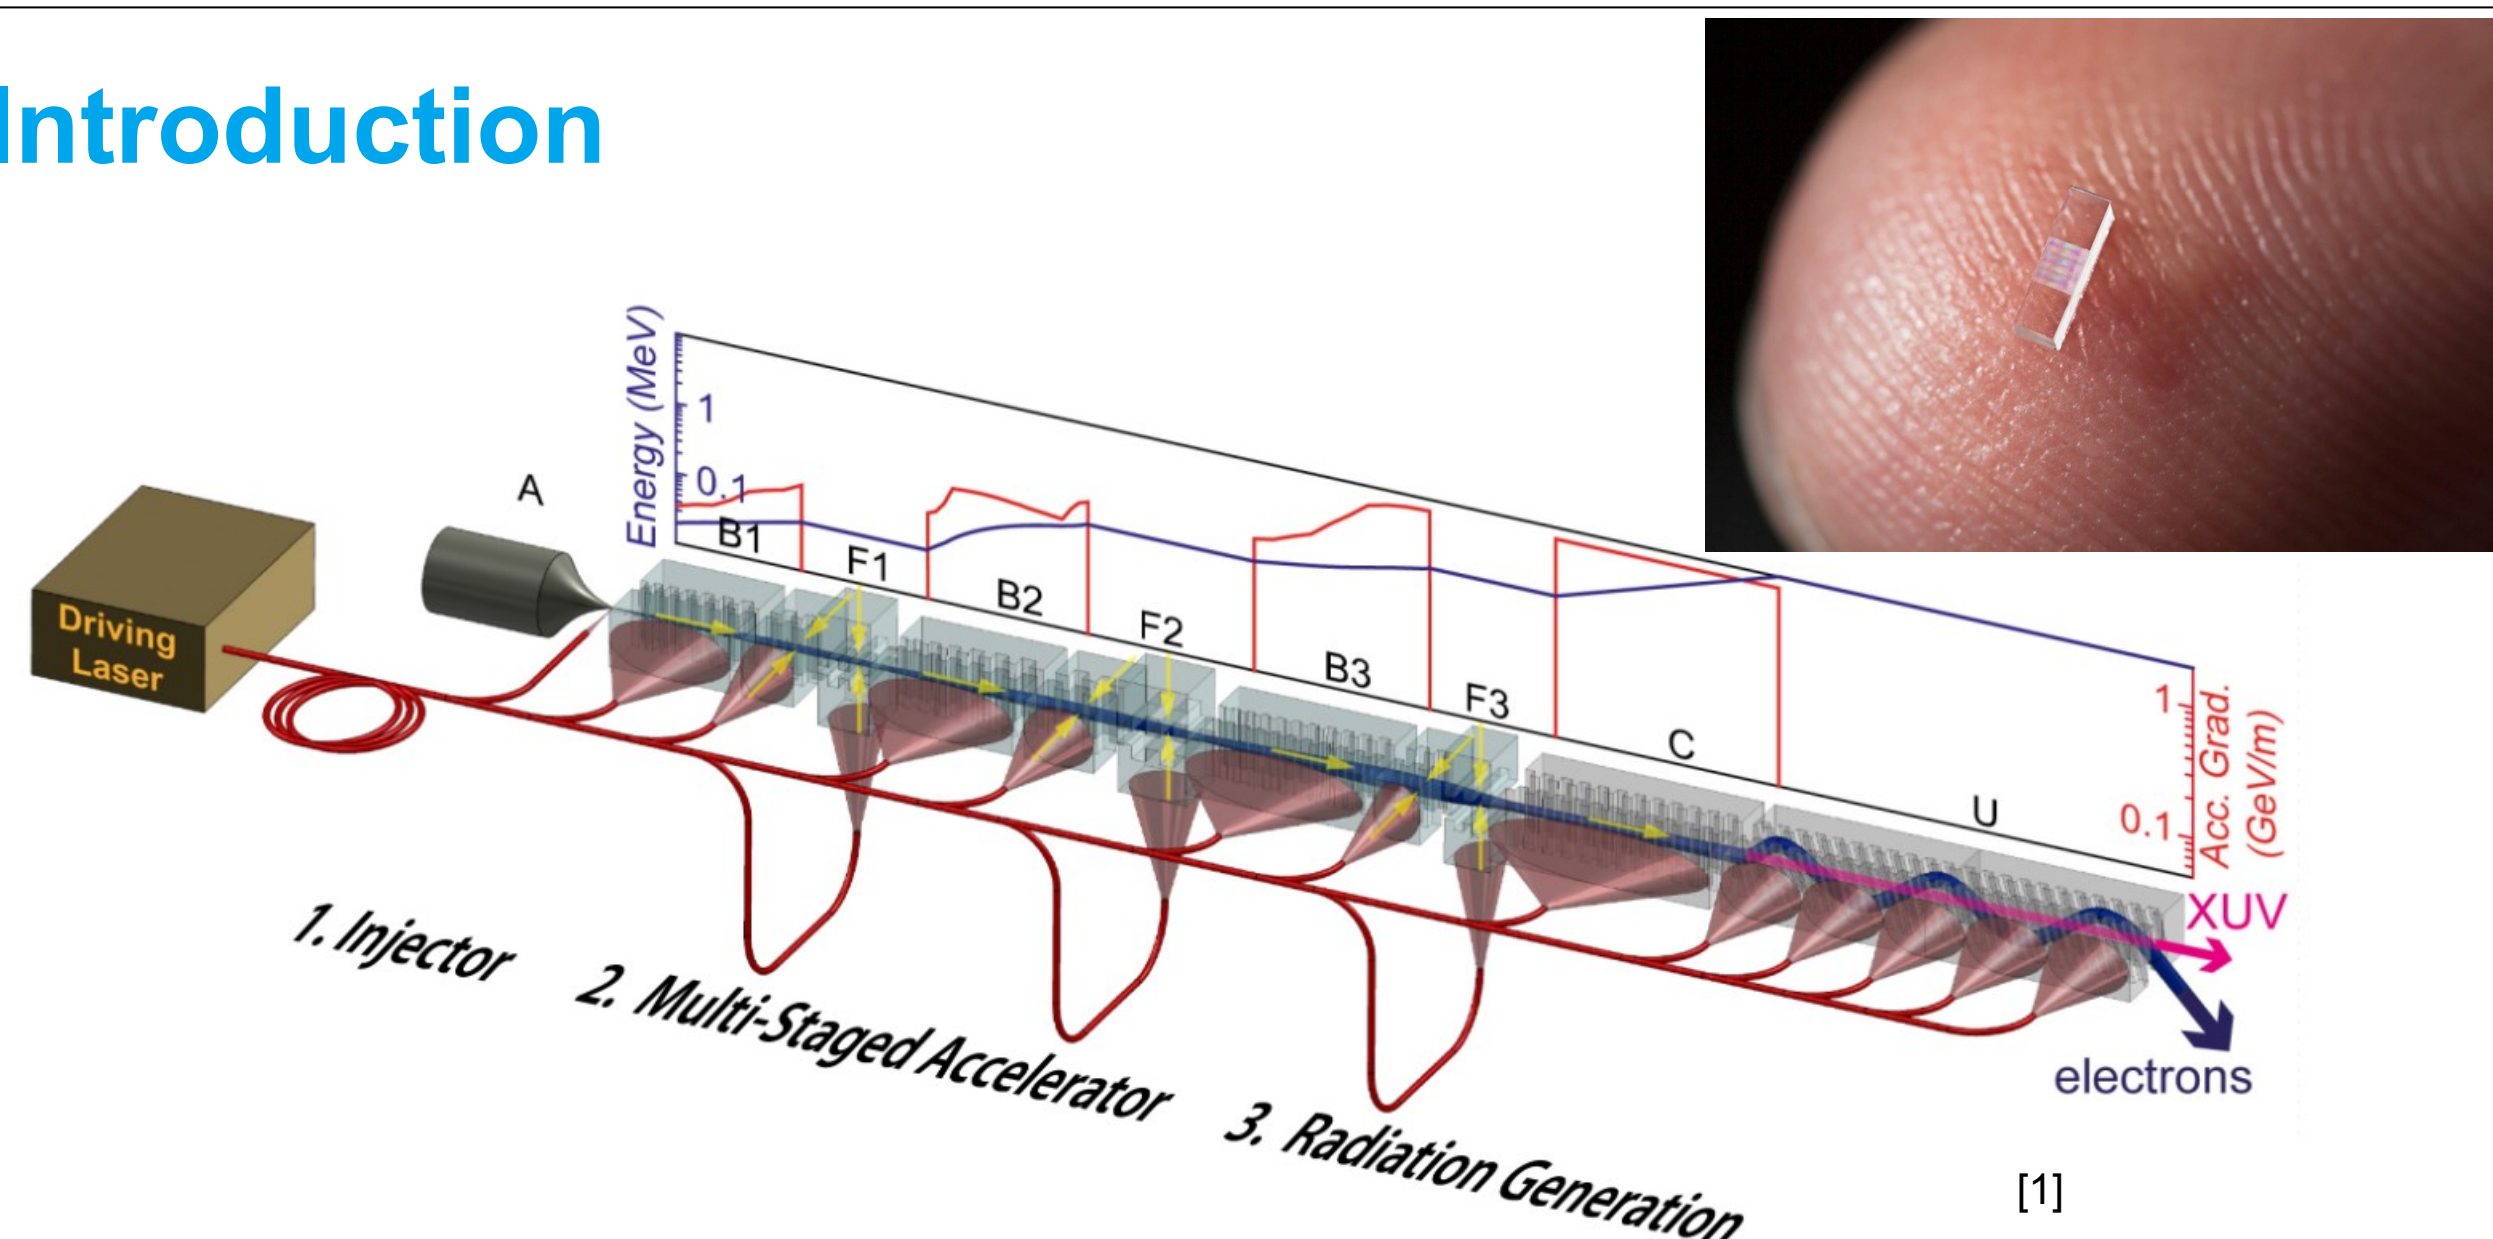 Introduction
Energy (MeV)
1
0.1
A
B1
F1
B2
F2
B3
F3
C
U
Driving
Laser
1
0.1
Acc. Grad.
(GeV/m)
XUV
electrons
1. Injector
2. Multi-Staged Accelerator
3. Radiation Generation
[1]